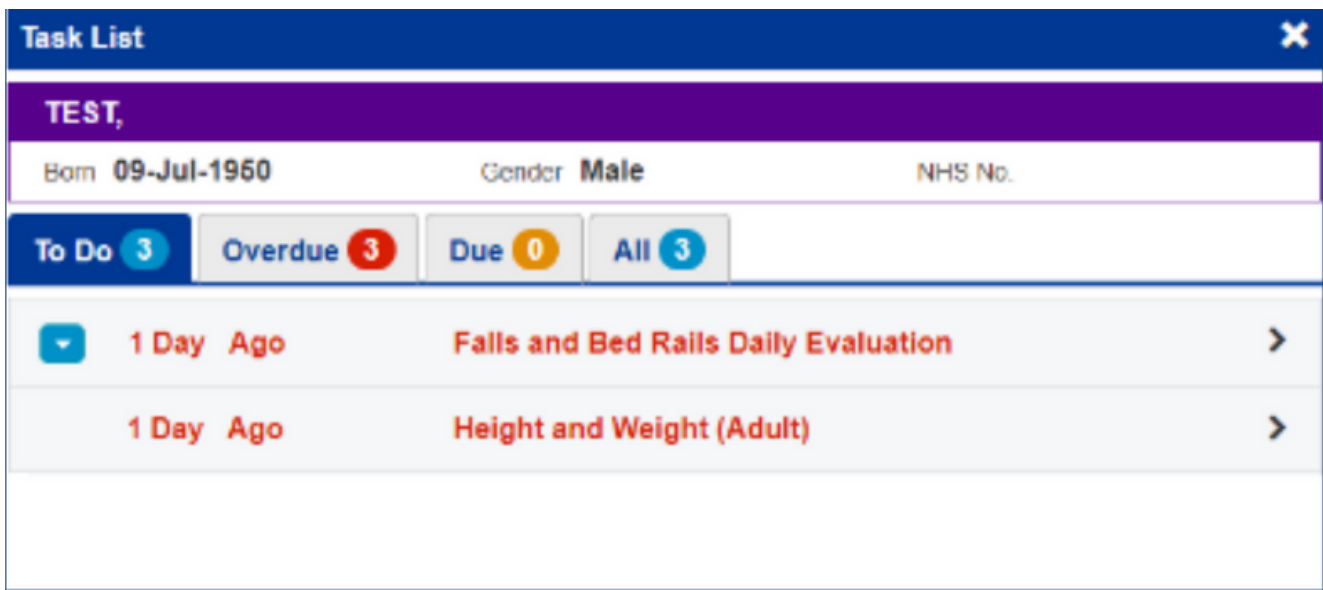 Task List
TEST,
Born 09-Jul-1950 Gender Male NHS No.
To Do 3 Overdue 3 Due 0 All 3
1 Day Ago Falls and Bed Rails Daily Evaluation
1 Day Ago Height and Weight (Adult)